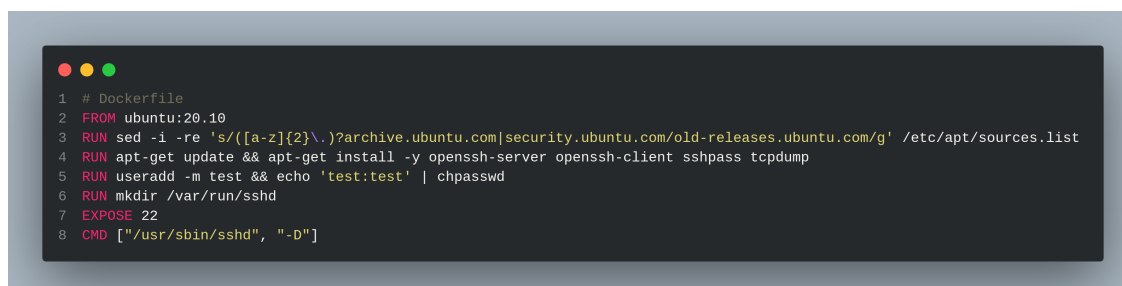 1 # Dockerfile
2 FROM ubuntu:20.10
3 RUN sed -i -re 's/([a-z]{2}\.)?archive.ubuntu.com|security.ubuntu.com/old-releases.ubuntu.com/g' /etc/apt/sources.list
4 RUN apt-get update && apt-get install -y openssh-server openssh-client sshpass tcpdump
5 RUN useradd -m test && echo 'test:test' | chpasswd
6 RUN mkdir /var/run/sshd
7 EXPOSE 22
8 CMD ["/usr/sbin/sshd", "-D"]